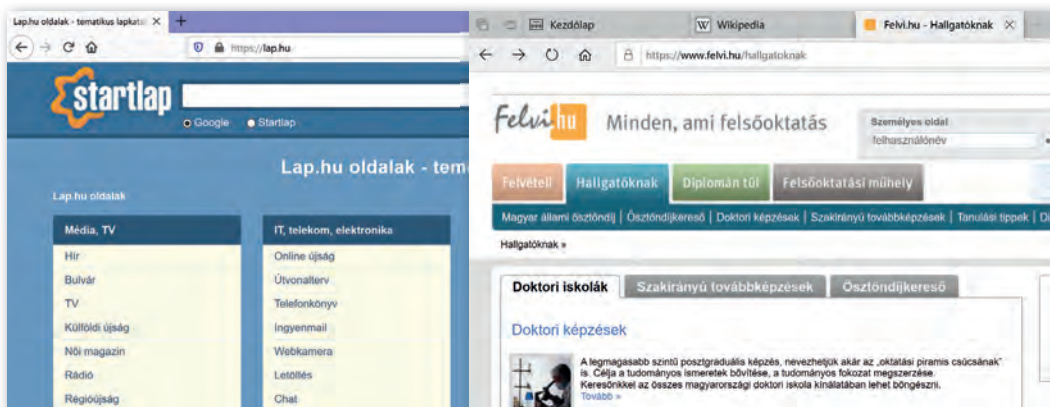 Lap.hu oldalak - tematikus lapkata
https://lap.hu
startlap
Google Startlap
Lap.hu oldalak - tem
Lap.hu oldalak
Média, TV
Hír
Bulvár
TV
Külföldi újság
Női magazin
Rádió
Régióújság
IT, telekom, elektronika
Online újság
Útvonalterv
Telefonkönyv
Ingyenmail
Webkamera
Letöltés
Chat
Kezdőlap
W Wikipedia
Felvi.hu - Hallgatóknak
https://www.felvi.hu/hallgatoknak
Felvi.hu
Minden, ami felsőoktatás
Személyes oldal
felhasználónév
Felvételi Hallgatóknak Diplomán túl Felsőoktatási műhely
Magyar állami ösztöndíj | Ösztöndíjkereső | Doktori képzések | Szakirányú továbbképzések | Tanulási tippek | Di
Hallgatóknak »
Doktori iskolák Szakirányú továbbképzések Ösztöndíjkereső
Doktori képzések
A legmagasabb szintű posztgraduális képzés, nevezhetjük akár az „oktatási piramis csúcsának”
is. Célja a tudományos ismeretek bővítése, a tudományos fokozat megszerzése.
Keresőnkkel az összes magyarországi doktori iskola kínálatában lehet böngészni.
Tovább »